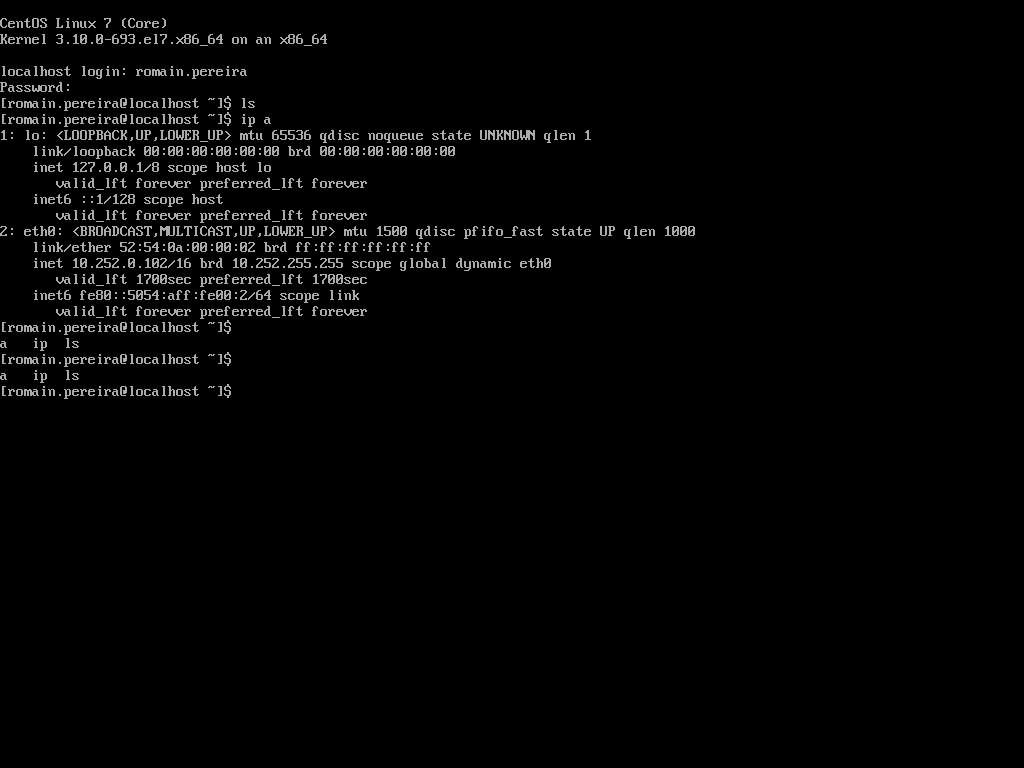 CentOS Linux 7 (Core)
Kernel 3.10.0-693.el7.x86_64 on an x86_64
localhost login: romain.pereira
Password:
[romain.pereira@localhost ~]$ ls
[romain.pereira@localhost ~]$ ip a
1: lo: <LOOPBACK,UP,LOWER_UP> mtu 65536 qdisc noqueue state UNKNOWN qlen 1
    link/loopback 00:00:00:00:00:00 brd 00:00:00:00:00:00
    inet 127.0.0.1/8 scope host lo
       valid_lft forever preferred_lft forever
    inet6 ::1/128 scope host
       valid_lft forever preferred_lft forever
2: eth0: <BROADCAST,MULTICAST,UP,LOWER_UP> mtu 1500 qdisc pfifo_fast state UP qlen 1000
    link/ether 52:54:0a:00:00:02 brd ff:ff:ff:ff:ff:ff
    inet 10.252.0.102/16 brd 10.252.255.255 scope global dynamic eth0
       valid_lft 1700sec preferred_lft 1700sec
    inet6 fe80::5054:aff:fe00:2/64 scope link
       valid_lft forever preferred_lft forever
[romain.pereira@localhost ~]$
a   ip  ls
[romain.pereira@localhost ~]$
a   ip  ls
[romain.pereira@localhost ~]$